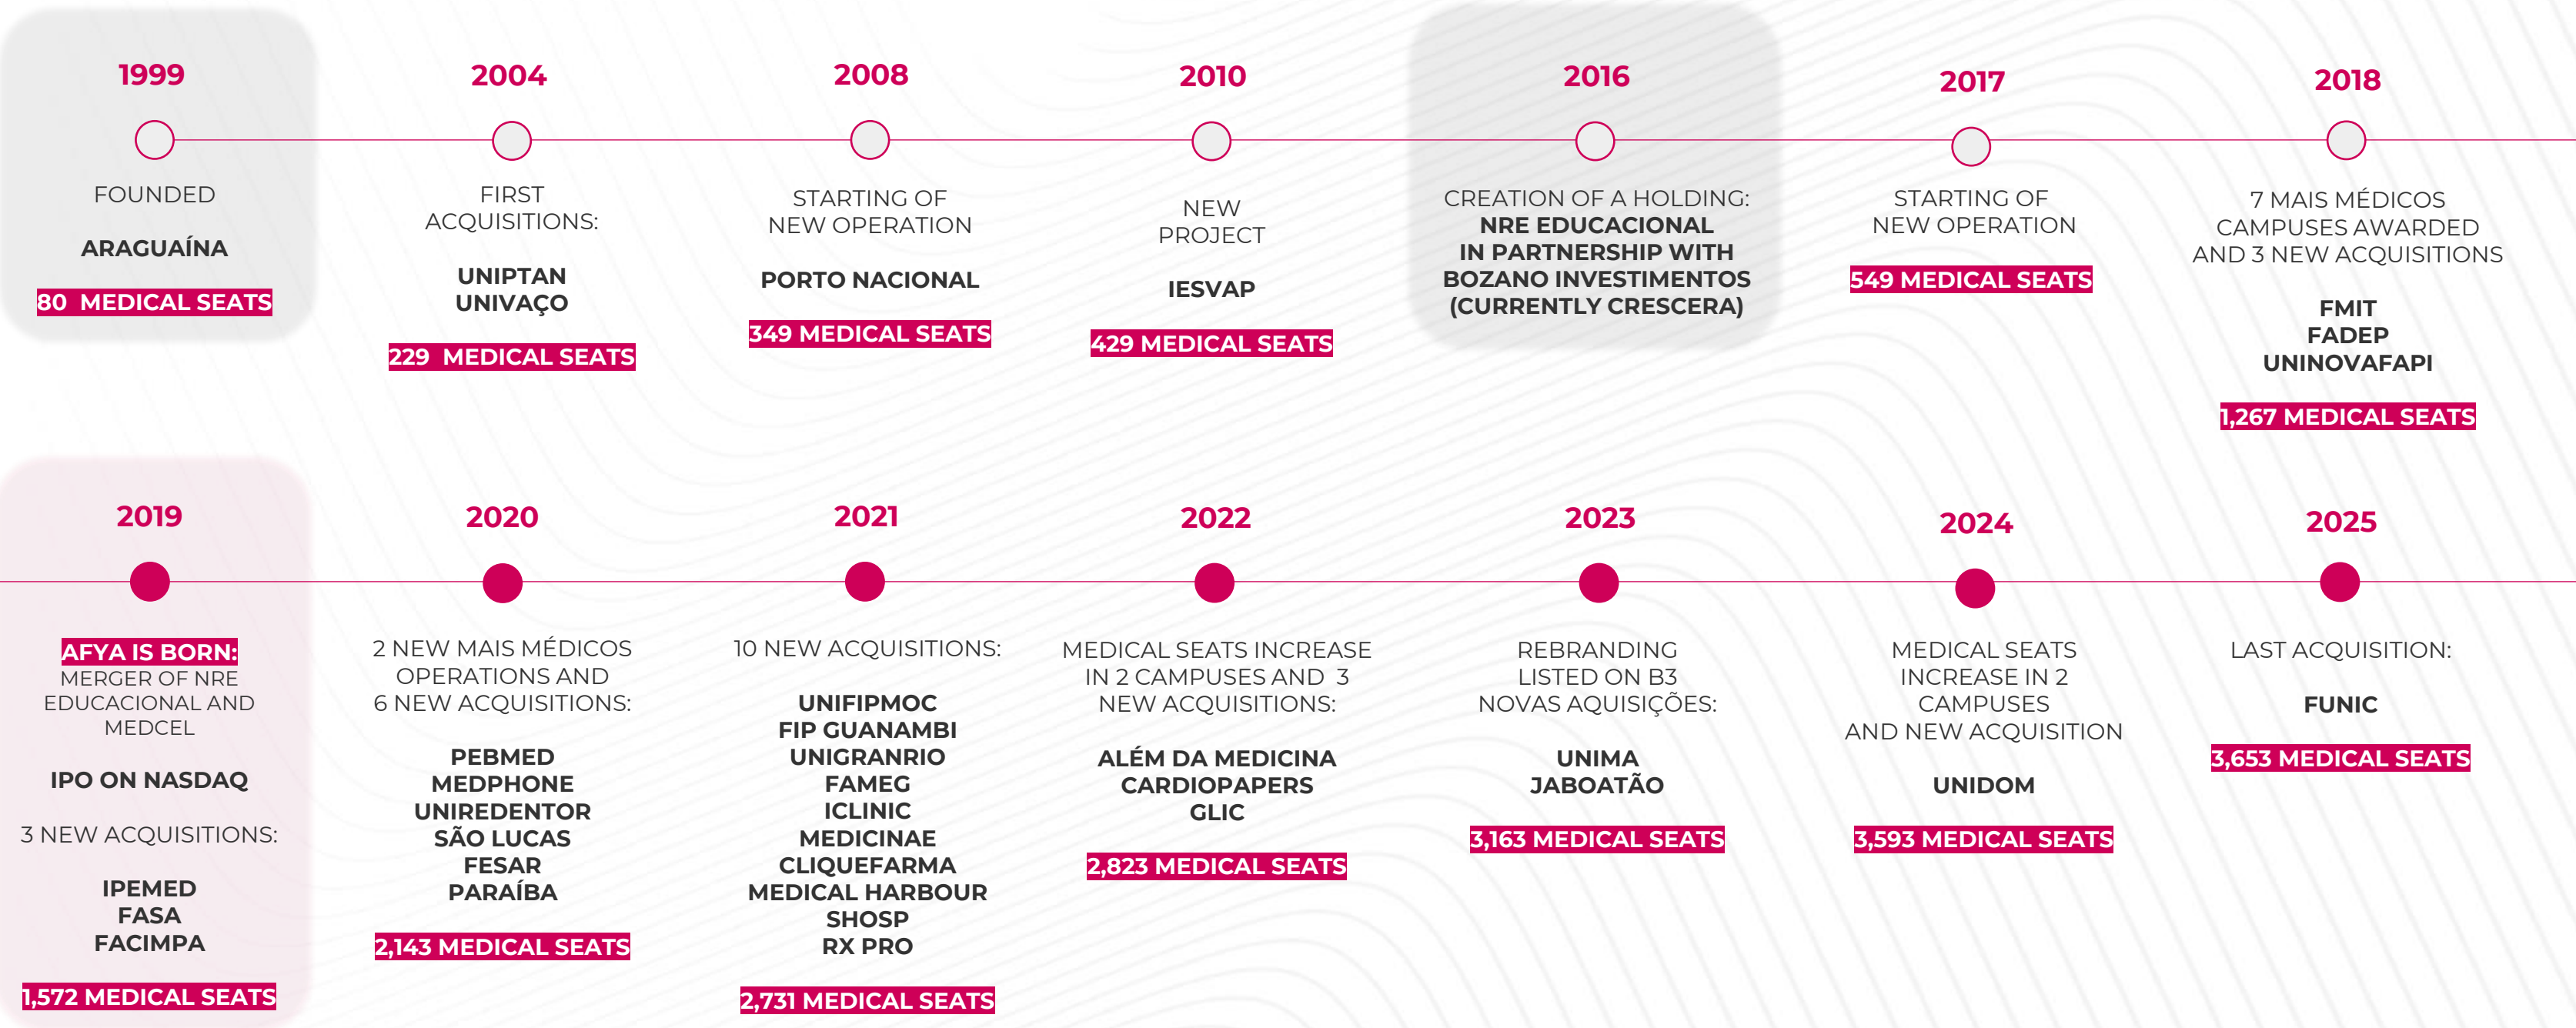 1999
FOUNDED
ARAGUAÍNA
80 MEDICAL SEATS
2004
FIRST
ACQUISITIONS:
UNIPTAN
UNIVAÇO
229 MEDICAL SEATS
2008
STARTING OF
NEW OPERATION
PORTO NACIONAL
349 MEDICAL SEATS
2010
NEW
PROJECT
IESVAP
429 MEDICAL SEATS
2016
CREATION OF A HOLDING:
NRE EDUCACIONAL
IN PARTNERSHIP WITH
BOZANO INVESTIMENTOS
(CURRENTLY CRESCERA)
2017
STARTING OF
NEW OPERATION
549 MEDICAL SEATS
2018
7 MAIS MÉDICOS
CAMPUSES AWARDED
AND 3 NEW ACQUISITIONS
FMIT
FADEP
UNINOVAFAPI
1,267 MEDICAL SEATS
2019
AFYA IS BORN:
MERGER OF NRE
EDUCACIONAL AND
MEDCEL
IPO ON NASDAQ
3 NEW ACQUISITIONS:
IPEMED
FASA
FACIMPA
1,572 MEDICAL SEATS
2020
2 NEW MAIS MÉDICOS
OPERATIONS AND
6 NEW ACQUISITIONS:
PEBMED
MEDPHONE
UNIREDENTOR
SÃO LUCAS
FESAR
PARAÍBA
2,143 MEDICAL SEATS
2021
10 NEW ACQUISITIONS:
UNIFIPMOC
FIP GUANAMBI
UNIGRANRIO
FAMEG
ICLINIC
MEDICINAE
CLIQUEFARMA
MEDICAL HARBOUR
SHOSP
RX PRO
2,731 MEDICAL SEATS
2022
MEDICAL SEATS INCREASE
IN 2 CAMPUSES AND 3
NEW ACQUISITIONS:
ALÉM DA MEDICINA
CARDIOPAPERS
GLIC
2,823 MEDICAL SEATS
2023
REBRANDING
LISTED ON B3
NOVAS AQUISIÇÕES:
UNIMA
JABOATÃO
3,163 MEDICAL SEATS
2024
MEDICAL SEATS
INCREASE IN 2
CAMPUSES
AND NEW ACQUISITION
UNIDOM
3,593 MEDICAL SEATS
2025
LAST ACQUISITION:
FUNIC
3,653 MEDICAL SEATS